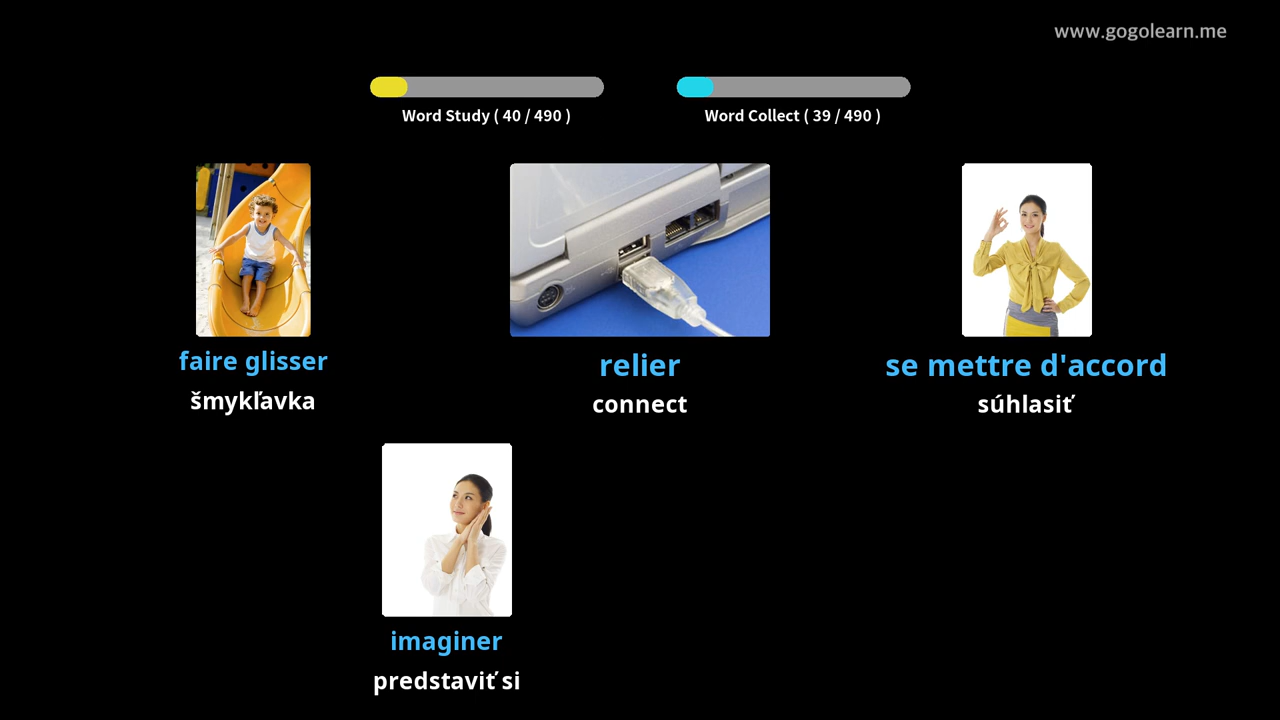 www.gogolearn.me
Word Study ( 40 / 490 )
Word Collect ( 39 / 490 )
faire glisser
šmykľavka
relier
connect
se mettre d'accord
súhlasiť
imaginer
predstaviť si